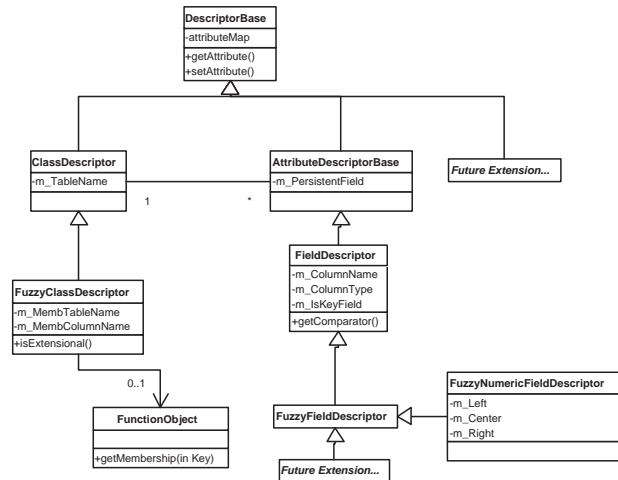 DescriptorBase
-attributeMap
+getAttribute()
+setAttribute()
ClassDescriptor
-m_TableName
1
*
AttributeDescriptorBase
-m_PersistentField
Future Extension...
FieldDescriptor
-m_ColumnName
-m_ColumnType
-m_IsKeyField
+getComparator()
FuzzyClassDescriptor
-m_MembTableName
-m_MembColumnName
+isExtensional()
0..1
FunctionObject
+getMembership(in Key)
FuzzyFieldDescriptor
FuzzyNumericFieldDescriptor
-m_Left
-m_Center
-m_Right
Future Extension...